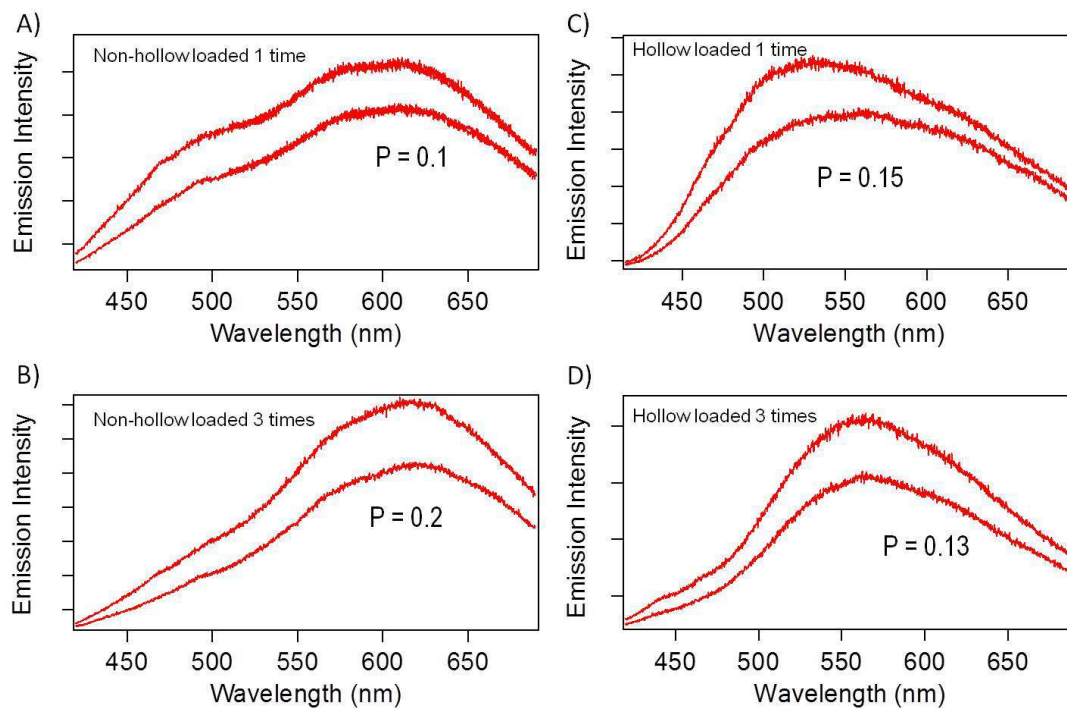 A)
Non-hollow loaded 1 time
P = 0.1
Emission Intensity
450 500 550 600 650
Wavelength (nm)
B)
Non-hollow loaded 3 times
P = 0.2
Emission Intensity
450 500 550 600 650
Wavelength (nm)
C)
Hollow loaded 1 time
P = 0.15
Emission Intensity
450 500 550 600 650
Wavelength (nm)
D)
Hollow loaded 3 times
P = 0.13
Emission Intensity
450 500 550 600 650
Wavelength (nm)